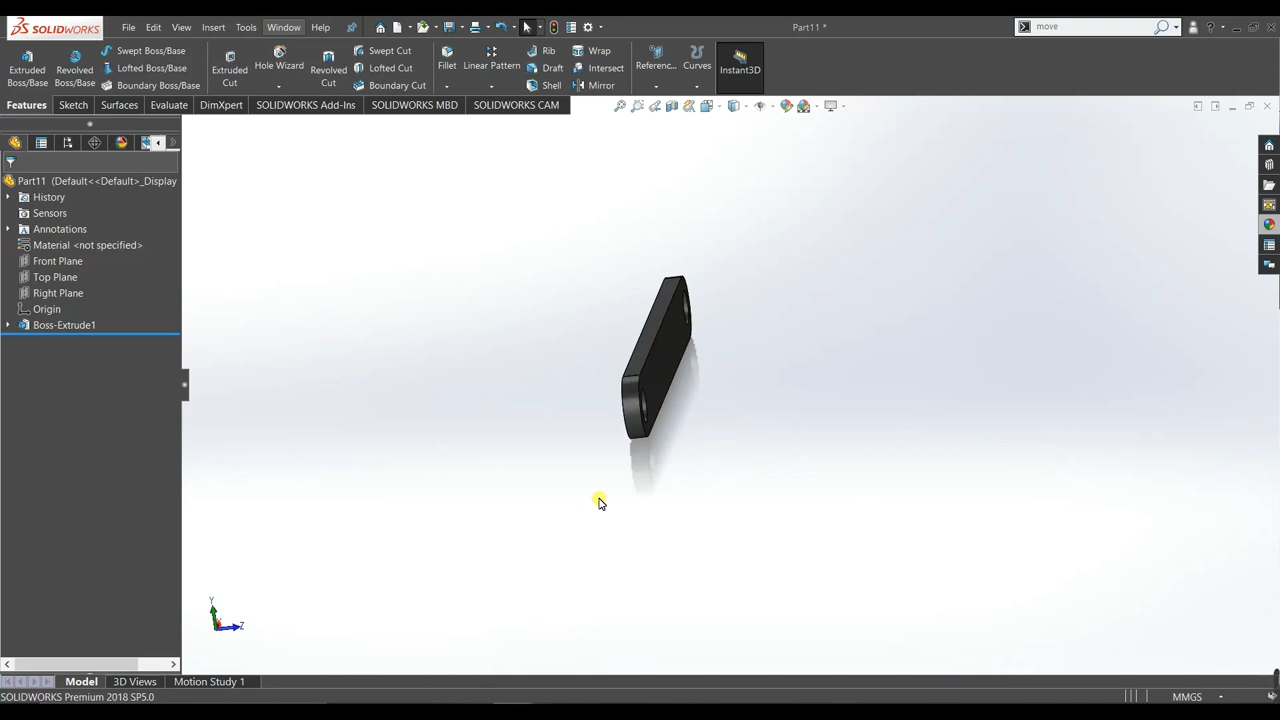 SOLIDWORKS File Edit View Insert Tools Window Help Part11 * move
Extruded Boss/Base Revolved Boss/Base Swept Boss/Base Lofted Boss/Base Boundary Boss/Base Extruded Cut Hole Wizard Revolved Cut Swept Cut Lofted Cut Boundary Cut Fillet Linear Pattern Rib Draft Shell Wrap Intersect Mirror Referenc... Curves Instant3D
Features Sketch Surfaces Evaluate DimXpert SOLIDWORKS Add-Ins SOLIDWORKS MBD SOLIDWORKS CAM
Part11 (Default<<Default>_Display
History
Sensors
Annotations
Material <not specified>
Front Plane
Top Plane
Right Plane
Origin
Boss-Extrude1
Y
Z
Model 3D Views Motion Study 1
SOLIDWORKS Premium 2018 SP5.0 MMGS